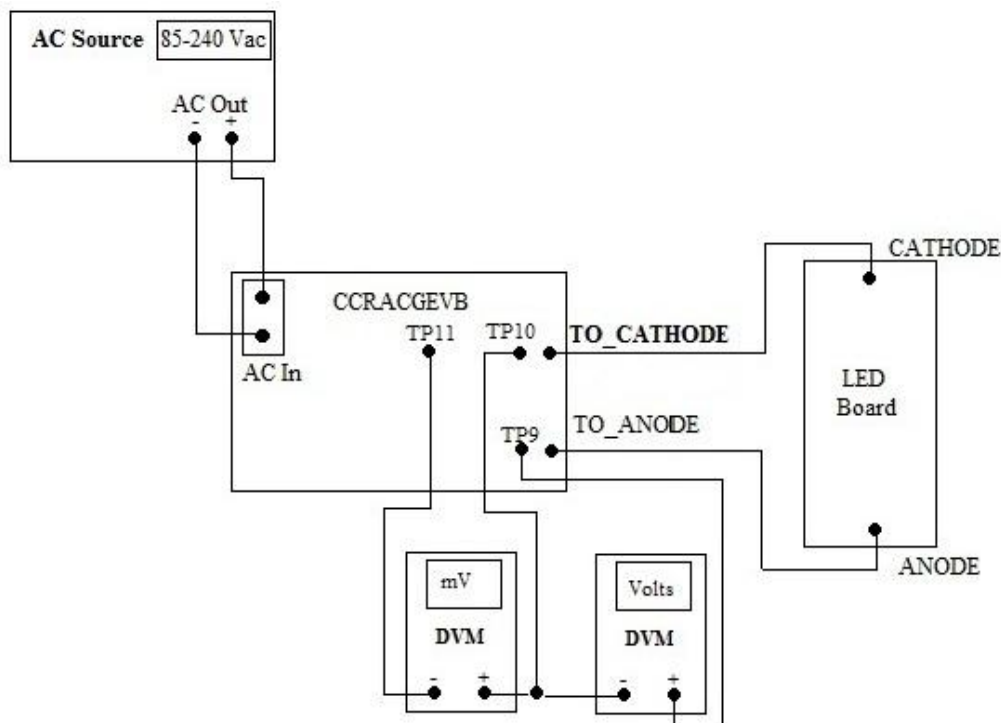 AC Source 85-240 Vac
AC Out
- +
CATHODE
CCRACGEVB
TP11 TP10 TO_CATHODE
AC In
LED
Board
TP9 TO_ANODE
ANODE
mV
DVM
- +
Volts
DVM
- +